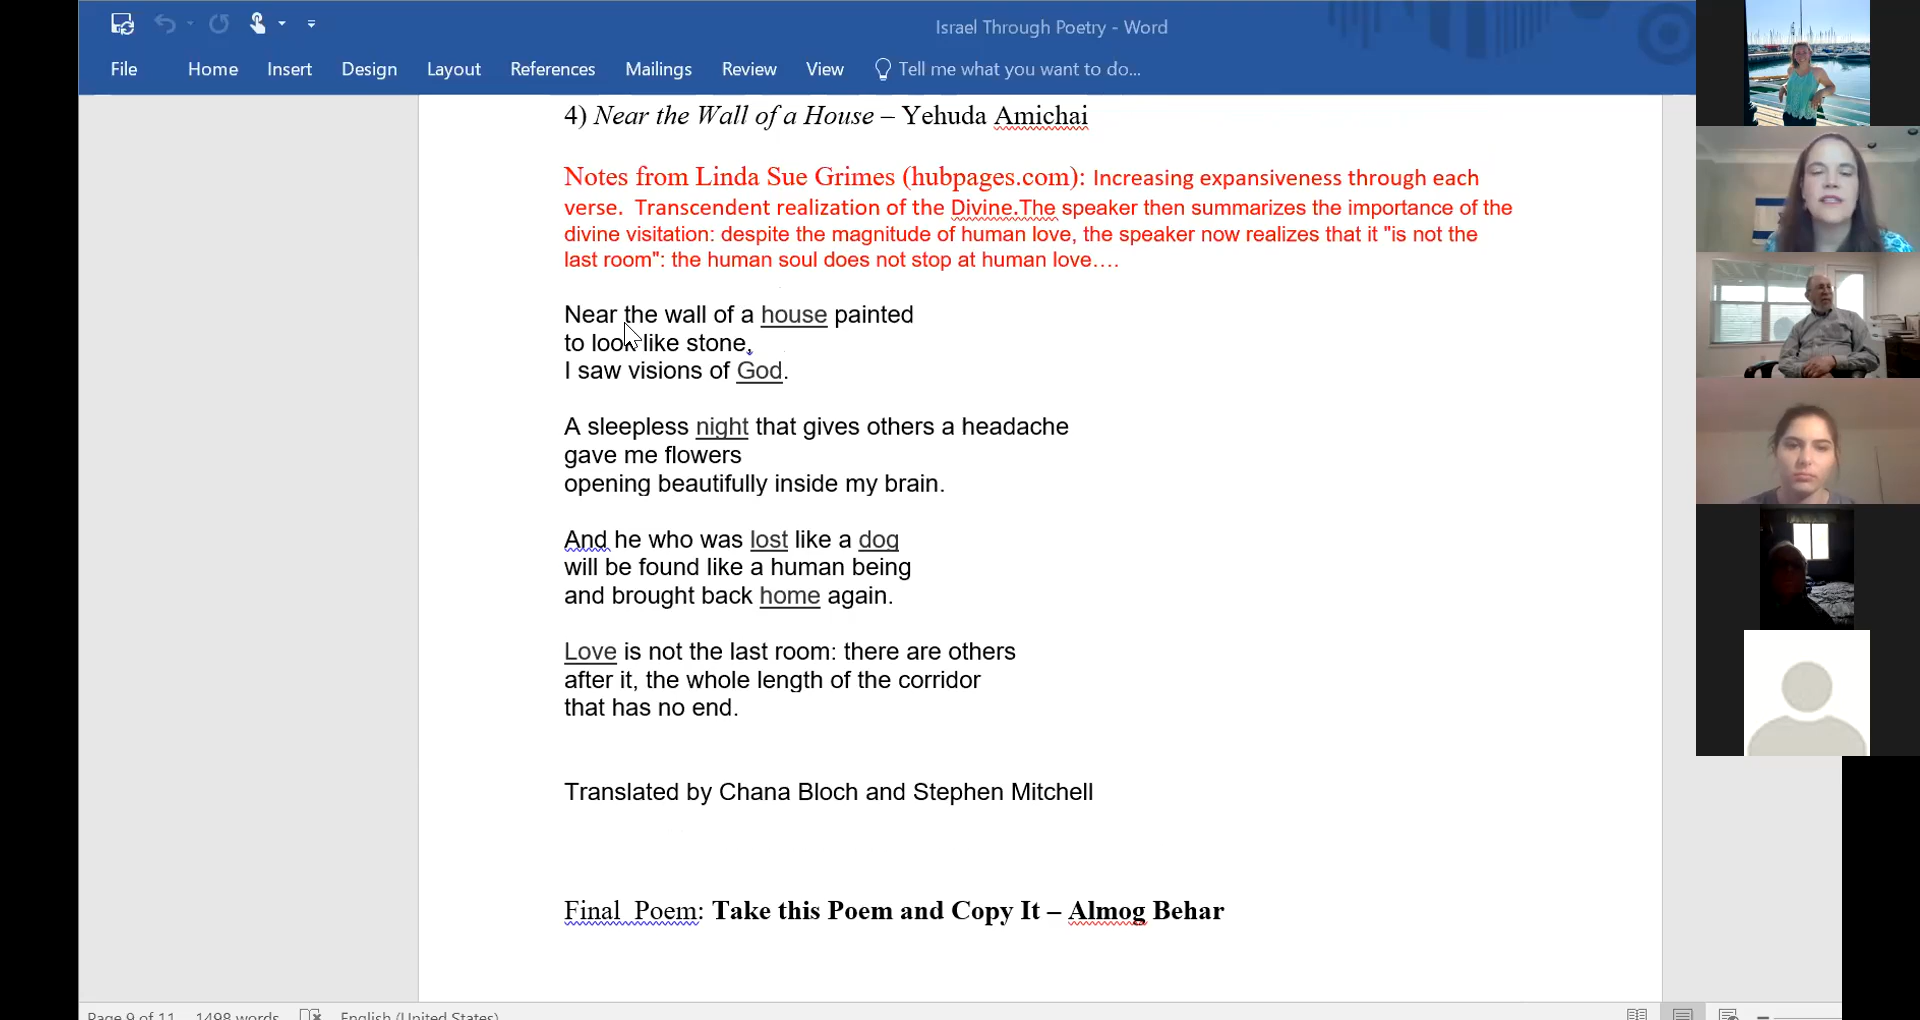 Israel Through Poetry - Word
File Home Insert Design Layout References Mailings Review View Tell me what you want to do...
4) Near the Wall of a House – Yehuda Amichai
Notes from Linda Sue Grimes (hubpages.com): Increasing expansiveness through each
verse. Transcendent realization of the Divine.The speaker then summarizes the importance of the
divine visitation: despite the magnitude of human love, the speaker now realizes that it "is not the
last room": the human soul does not stop at human love….
Near the wall of a house painted
to look like stone,
I saw visions of God.
A sleepless night that gives others a headache
gave me flowers
opening beautifully inside my brain.
And he who was lost like a dog
will be found like a human being
and brought back home again.
Love is not the last room: there are others
after it, the whole length of the corridor
that has no end.
Translated by Chana Bloch and Stephen Mitchell
Final Poem: Take this Poem and Copy It – Almog Behar
Page 9 of 11 1498 words English (United States)